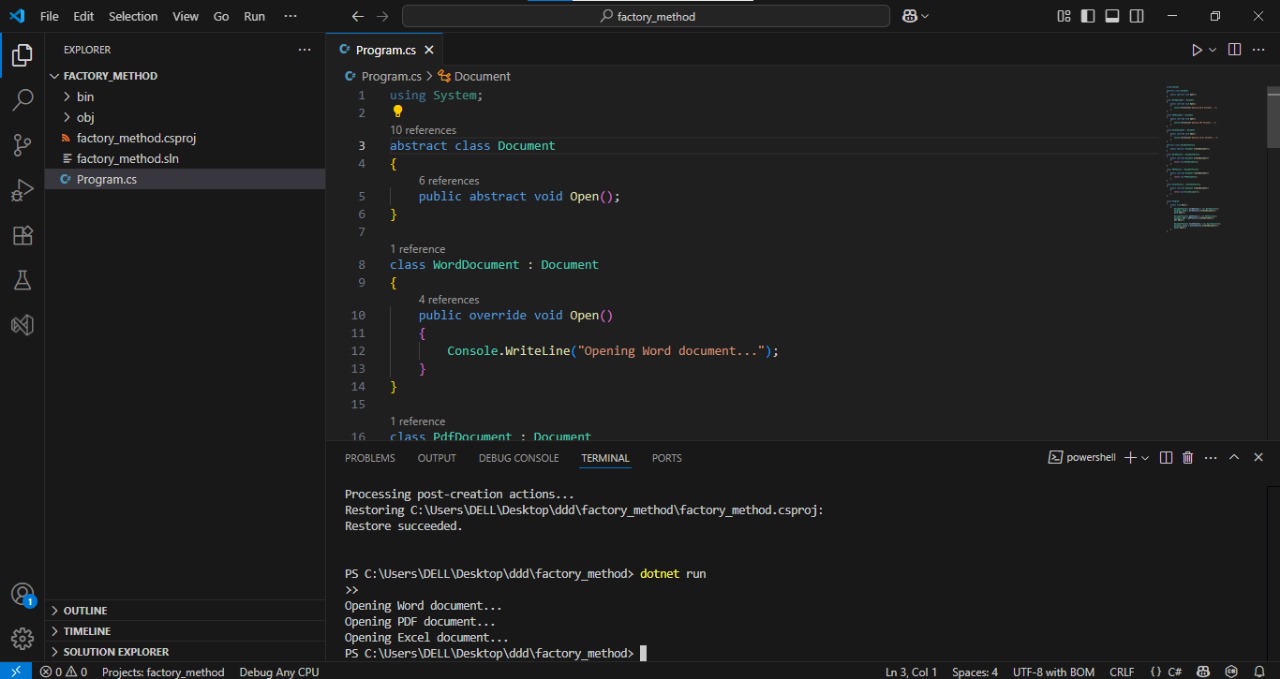 File Edit Selection View Go Run ···
factory_method
EXPLORER
FACTORY_METHOD
bin
obj
factory_method.csproj
factory_method.sln
Program.cs
OUTLINE
TIMELINE
SOLUTION EXPLORER
Program.cs
Program.cs > Document
1 using System;
2
10 references
3 abstract class Document
4 {
6 references
5 public abstract void Open();
6 }
7
1 reference
8 class WordDocument : Document
9 {
4 references
10 public override void Open()
11 {
12 Console.WriteLine("Opening Word document...");
13 }
14 }
15
1 reference
16 class PdfDocument : Document
PROBLEMS OUTPUT DEBUG CONSOLE TERMINAL PORTS
powershell
Processing post-creation actions...
Restoring C:\Users\DELL\Desktop\ddd\factory_method\factory_method.csproj:
Restore succeeded.
PS C:\Users\DELL\Desktop\ddd\factory_method> dotnet run
>>
Opening Word document...
Opening PDF document...
Opening Excel document...
PS C:\Users\DELL\Desktop\ddd\factory_method>
1
0 0 Projects: factory_method Debug Any CPU
Ln 3, Col 1 Spaces: 4 UTF-8 with BOM CRLF {} C#